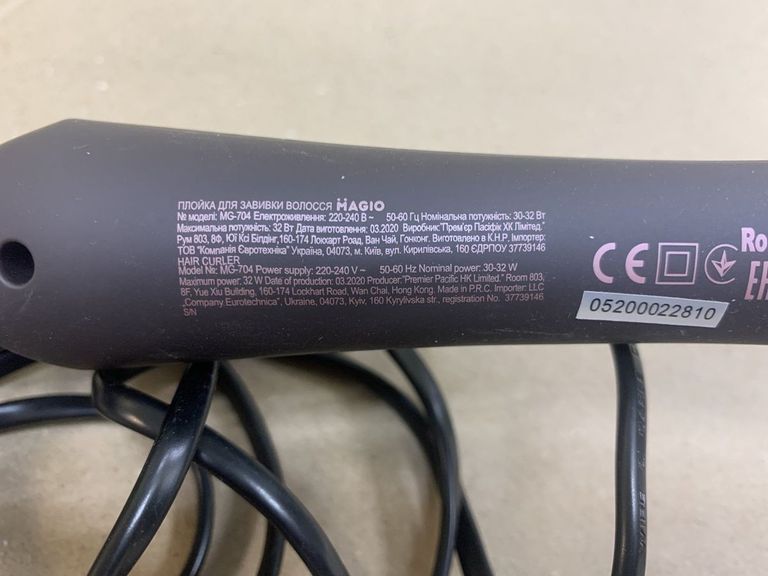 ПЛОЙКА ДЛЯ ЗАВИВКИ ВОЛОССЯ MAGIO
№ моделі: MG-704 Електроживлення: 220-240 В ~ 50-60 Гц Номінальна потужність: 30-32 Вт
Максимальна потужність: 32 Вт Дата виготовлення : 03.2020 Виробник:"Прем'єр Пасіфік ХК Лімітед."
Рум 803, 8Ф, Юї Ксі Білдінг,160-174 Локхарт Роад, Ван Чай, Гонконг. Виготовлено в К.Н.Р, Імпортер:
ТОВ "Компанія Євротехніка" Україна, 04073, м. Київ, вул. Кирилівська, 160 ЄДРПОУ 37739146
HAIR CURLER
Model №: MG-704 Power supply: 220-240 V ~ 50-60 Hz Nominal power: 30-32 W
Maximum power: 32 W Date of production: 03.2020 Producer:"Premier Pacific HK Limited." Room 803,
8F, Yue Xiu Building, 160-174 Lockhart Road, Wan Chai, Hong Kong. Made in P.R.C. Importer: LLC
„Company Eurotechnica", Ukraine, 04073, Kyiv, 160 Kyrylivska str., registration No. 37739146
S/N
CE
Ro
EH
05200022810